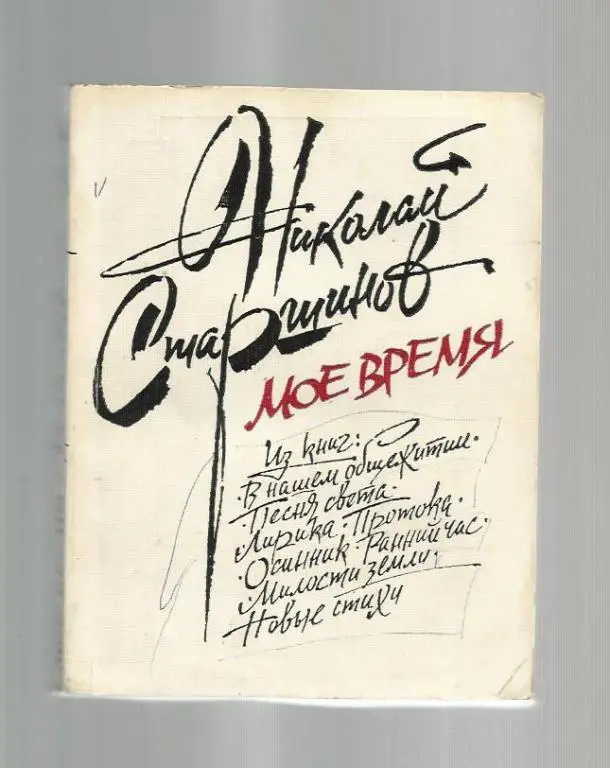 Николай
Старшинов
МОЕ ВРЕМЯ
Из книг:
·В нашем общежитии·
·Песня света·
Лирика·Протока·
·Осинник·Ранний час·
·Милости земли·
Новые стихи